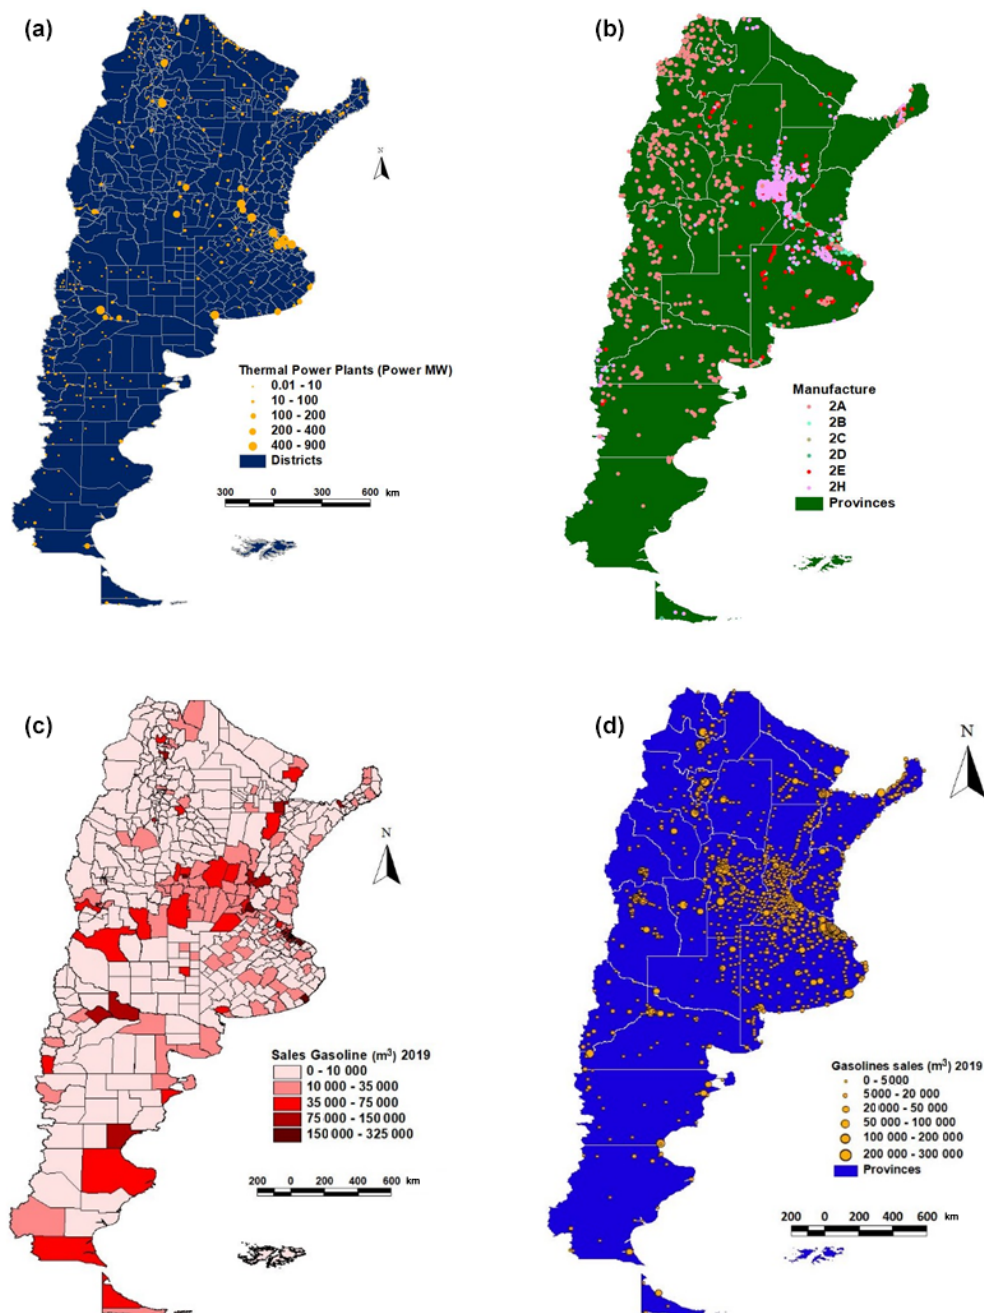 (a)
N
Thermal Power Plants (Power MW)
0.01 - 10
10 - 100
100 - 200
200 - 400
400 - 900
Districts
300 0 300 600 km
(b)
Manufacture
2A
2B
2C
2D
2E
2H
Provinces
(c)
N
Sales Gasoline (m³) 2019
0 - 10 000
10 000 - 35 000
35 000 - 75 000
75 000 - 150 000
150 000 - 325 000
200 0 200 400 600 km
(d)
N
Gasolines sales (m³) 2019
0 - 5000
5 000 - 20 000
20 000 - 50 000
50 000 - 100 000
100 000 - 200 000
200 000 - 300 000
Provinces
200 0 200 400 600 km